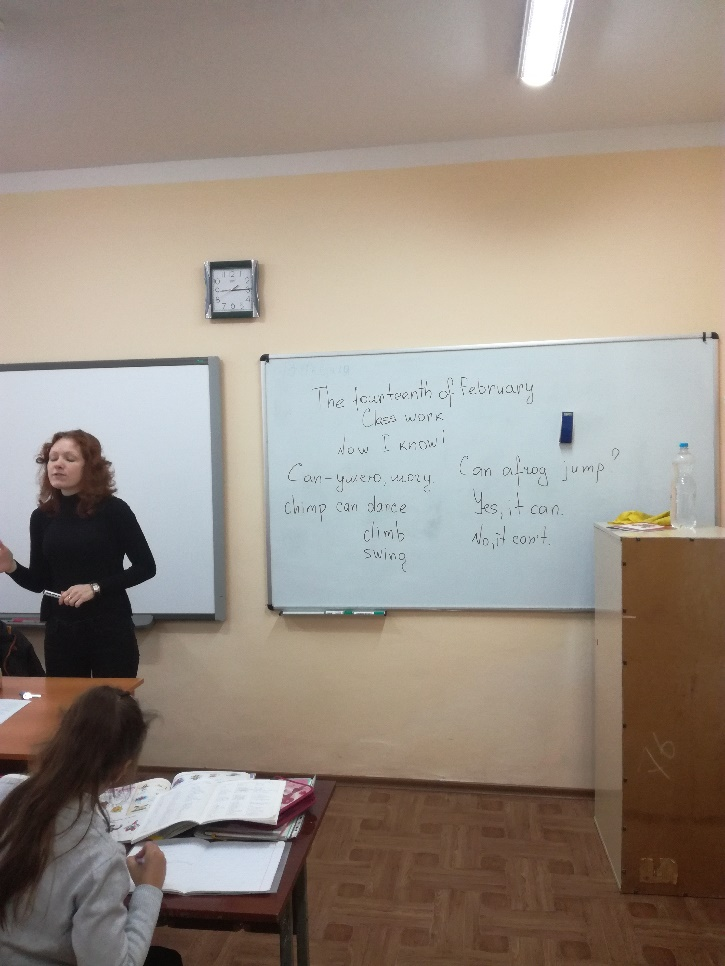 The fourteenth of February
Class work
Now I know!
Can – умею, могу.
chimp can dance
climb
swing
Can a frog jump?
Yes, it can.
No, it can't.